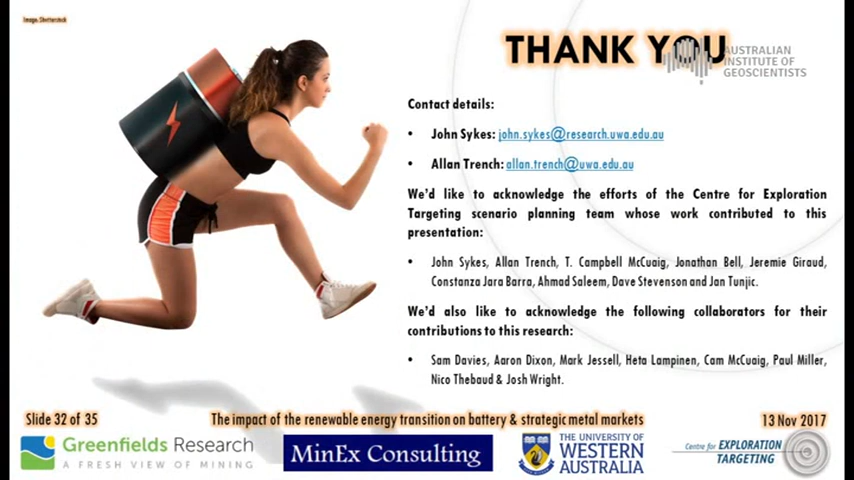 Image: Shutterstock
THANK YOU
AUSTRALIAN
INSTITUTE OF
GEOSCIENTISTS
Contact details:
• John Sykes: john.sykes@research.uwa.edu.au
• Allan Trench: allan.trench@uwa.edu.au
We'd like to acknowledge the efforts of the Centre for Exploration
Targeting scenario planning team whose work contributed to this
presentation:
• John Sykes, Allan Trench, T. Campbell McCuaig, Jonathan Bell, Jeremie Giraud,
Constanza Jara Barra, Ahmad Saleem, Dave Stevenson and Jan Tunjic.
We'd also like to acknowledge the following collaborators for their
contributions to this research:
• Sam Davies, Aaron Dixon, Mark Jessell, Heta Lampinen, Cam McCuaig, Paul Miller,
Nico Thebaud & Josh Wright.
Slide 32 of 35
The impact of the renewable energy transition on battery & strategic metal markets
13 Nov 2017
Greenfields Research
A FRESH VIEW OF MINING
MinEx Consulting
THE UNIVERSITY OF
WESTERN
AUSTRALIA
Centre for EXPLORATION
TARGETING